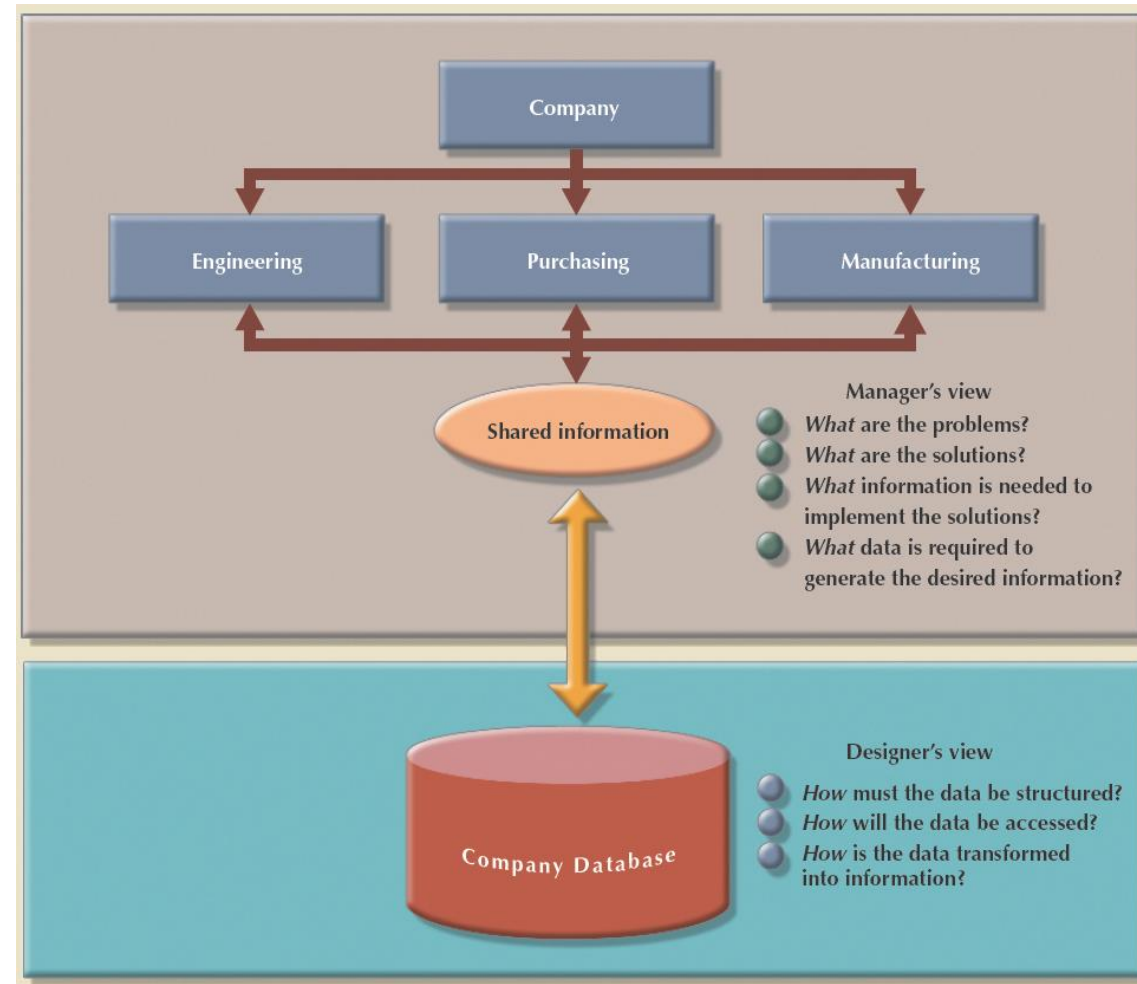 Company
Engineering
Purchasing
Manufacturing
Shared information
Manager's view
What are the problems?
What are the solutions?
What information is needed to
implement the solutions?
What data is required to
generate the desired information?
Company Database
Designer's view
How must the data be structured?
How will the data be accessed?
How is the data transformed
into information?